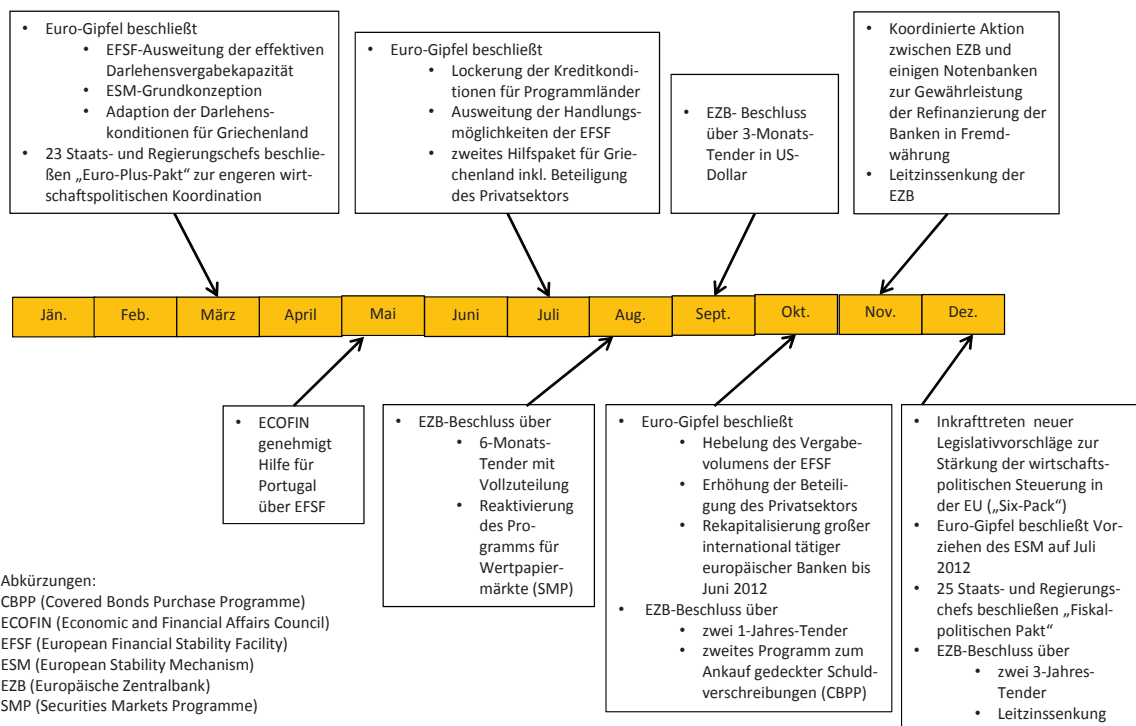 • Euro-Gipfel beschließt
• EFSF-Ausweitung der effektiven
Darlehensvergabekapazität
• ESM-Grundkonzeption
• Adaption der Darlehens-
konditionen für Griechenland
• 23 Staats- und Regierungschefs beschlie-
ßen „Euro-Plus-Pakt“ zur engeren wirt-
schaftspolitischen Koordination
• Euro-Gipfel beschließt
• Lockerung der Kreditkondi-
tionen für Programmländer
• Ausweitung der Handlungs-
möglichkeiten der EFSF
• zweites Hilfspaket für Grie-
chenland inkl. Beteiligung
des Privatsektors
• EZB- Beschluss
über 3-Monats-
Tender in US-
Dollar
• Koordinierte Aktion
zwischen EZB und
einigen Notenbanken
zur Gewährleistung
der Refinanzierung der
Banken in Fremd-
währung
• Leitzinssenkung der
EZB
Jän. Feb. März April Mai Juni Juli Aug. Sept. Okt. Nov. Dez.
• ECOFIN
genehmigt
Hilfe für
Portugal
über EFSF
• EZB-Beschluss über
• 6-Monats-
Tender mit
Vollzuteilung
• Reaktivierung
des Pro-
gramms für
Wertpapier-
märkte (SMP)
• Euro-Gipfel beschließt
• Hebelung des Vergabe-
volumens der EFSF
• Erhöhung der Beteili-
gung des Privatsektors
• Rekapitalisierung großer
international tätiger
europäischer Banken bis
Juni 2012
• EZB-Beschluss über
• zwei 1-Jahres-Tender
• zweites Programm zum
Ankauf gedeckter Schuld-
verschreibungen (CBPP)
• Inkrafttreten neuer
Legislativvorschläge zur
Stärkung der wirtschafts-
politischen Steuerung in
der EU („Six-Pack“)
• Euro-Gipfel beschließt Vor-
ziehen des ESM auf Juli
2012
• 25 Staats- und Regierungs-
chefs beschließen „Fiskal-
politischen Pakt“
• EZB-Beschluss über
• zwei 3-Jahres-
Tender
• Leitzinssenkung
Abkürzungen:
CBPP (Covered Bonds Purchase Programme)
ECOFIN (Economic and Financial Affairs Council)
EFSF (European Financial Stability Facility)
ESM (European Stability Mechanism)
EZB (Europäische Zentralbank)
SMP (Securities Markets Programme)